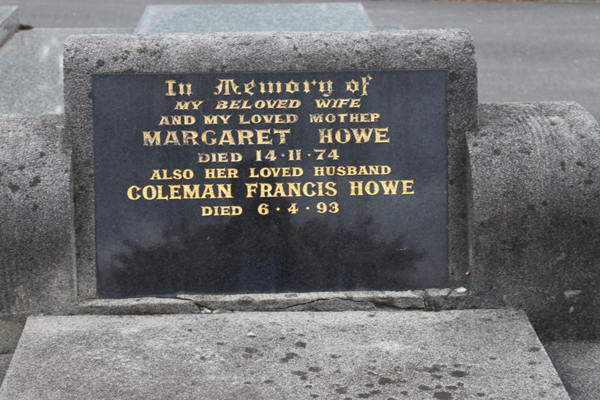 In Memory of
MY BELOVED WIFE
AND MY LOVED MOTHER
MARGARET HOWE
DIED 14·11·74
ALSO HER LOVED HUSBAND
COLEMAN FRANCIS HOWE
DIED 6·4·93